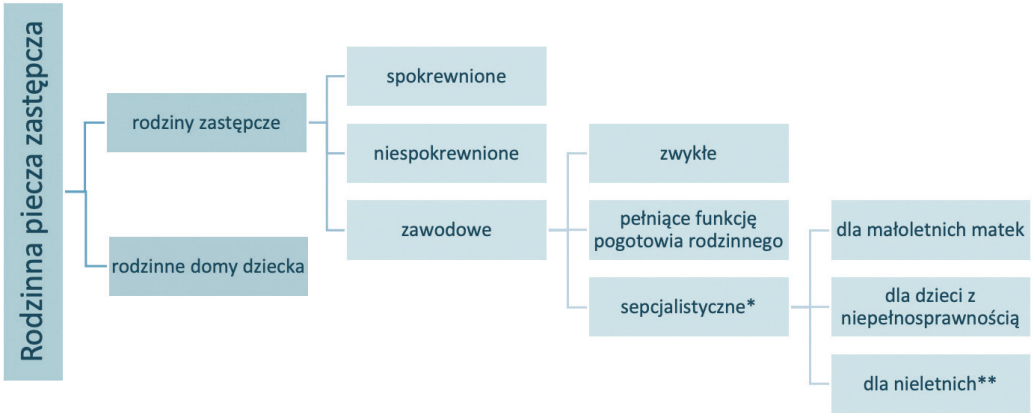 Rodzinna piecza zastępcza
rodziny zastępcze
rodzinne domy dziecka
spokrewnione
niespokrewnione
zawodowe
zwykłe
pełniące funkcję
pogotowia rodzinnego
sepcjalistyczne*
dla małoletnich matek
dla dzieci z
niepełnosprawnością
dla nieletnich**